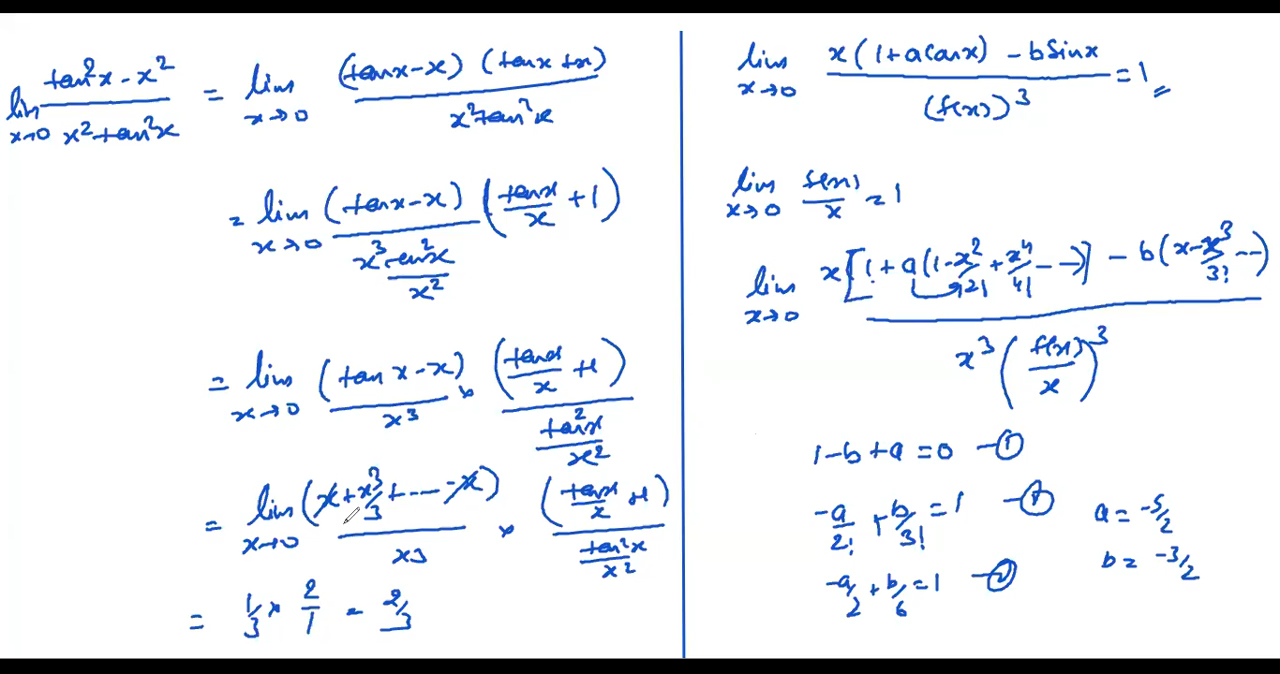 lim x→0 (tan²x - x²)/(x² tan²x) = lim x→0 (tanx - x)(tanx + x)/(x² tan²x)
= lim x→0 (tanx - x)/(x³ tan²x/x²) (tanx/x + 1)
= lim x→0 (tan x - x)/x³ × (tanx/x + 1)/(tan²x/x²)
= lim x→0 (x + x³/3 + ---- - x)/x3 × (tanx/x + 1)/(tan²x/x²)
= 1/3 × 2/1 = 2/3
lim x→0 (x(1 + a cosx) - b sinx)/(f(x))³ = 1
lim x→0 f(x)/x = 1
lim x→0 (x[1 + a(1 - x²/2! + x⁴/4! - --)] - b(x - x³/3! ---))/(x³ (f(x)/x)³)
1 - b + a = 0 —①
-a/2! + b/3! = 1 —②
-a/2 + b/6 = 1 —②
a = -5/2
b = -3/2